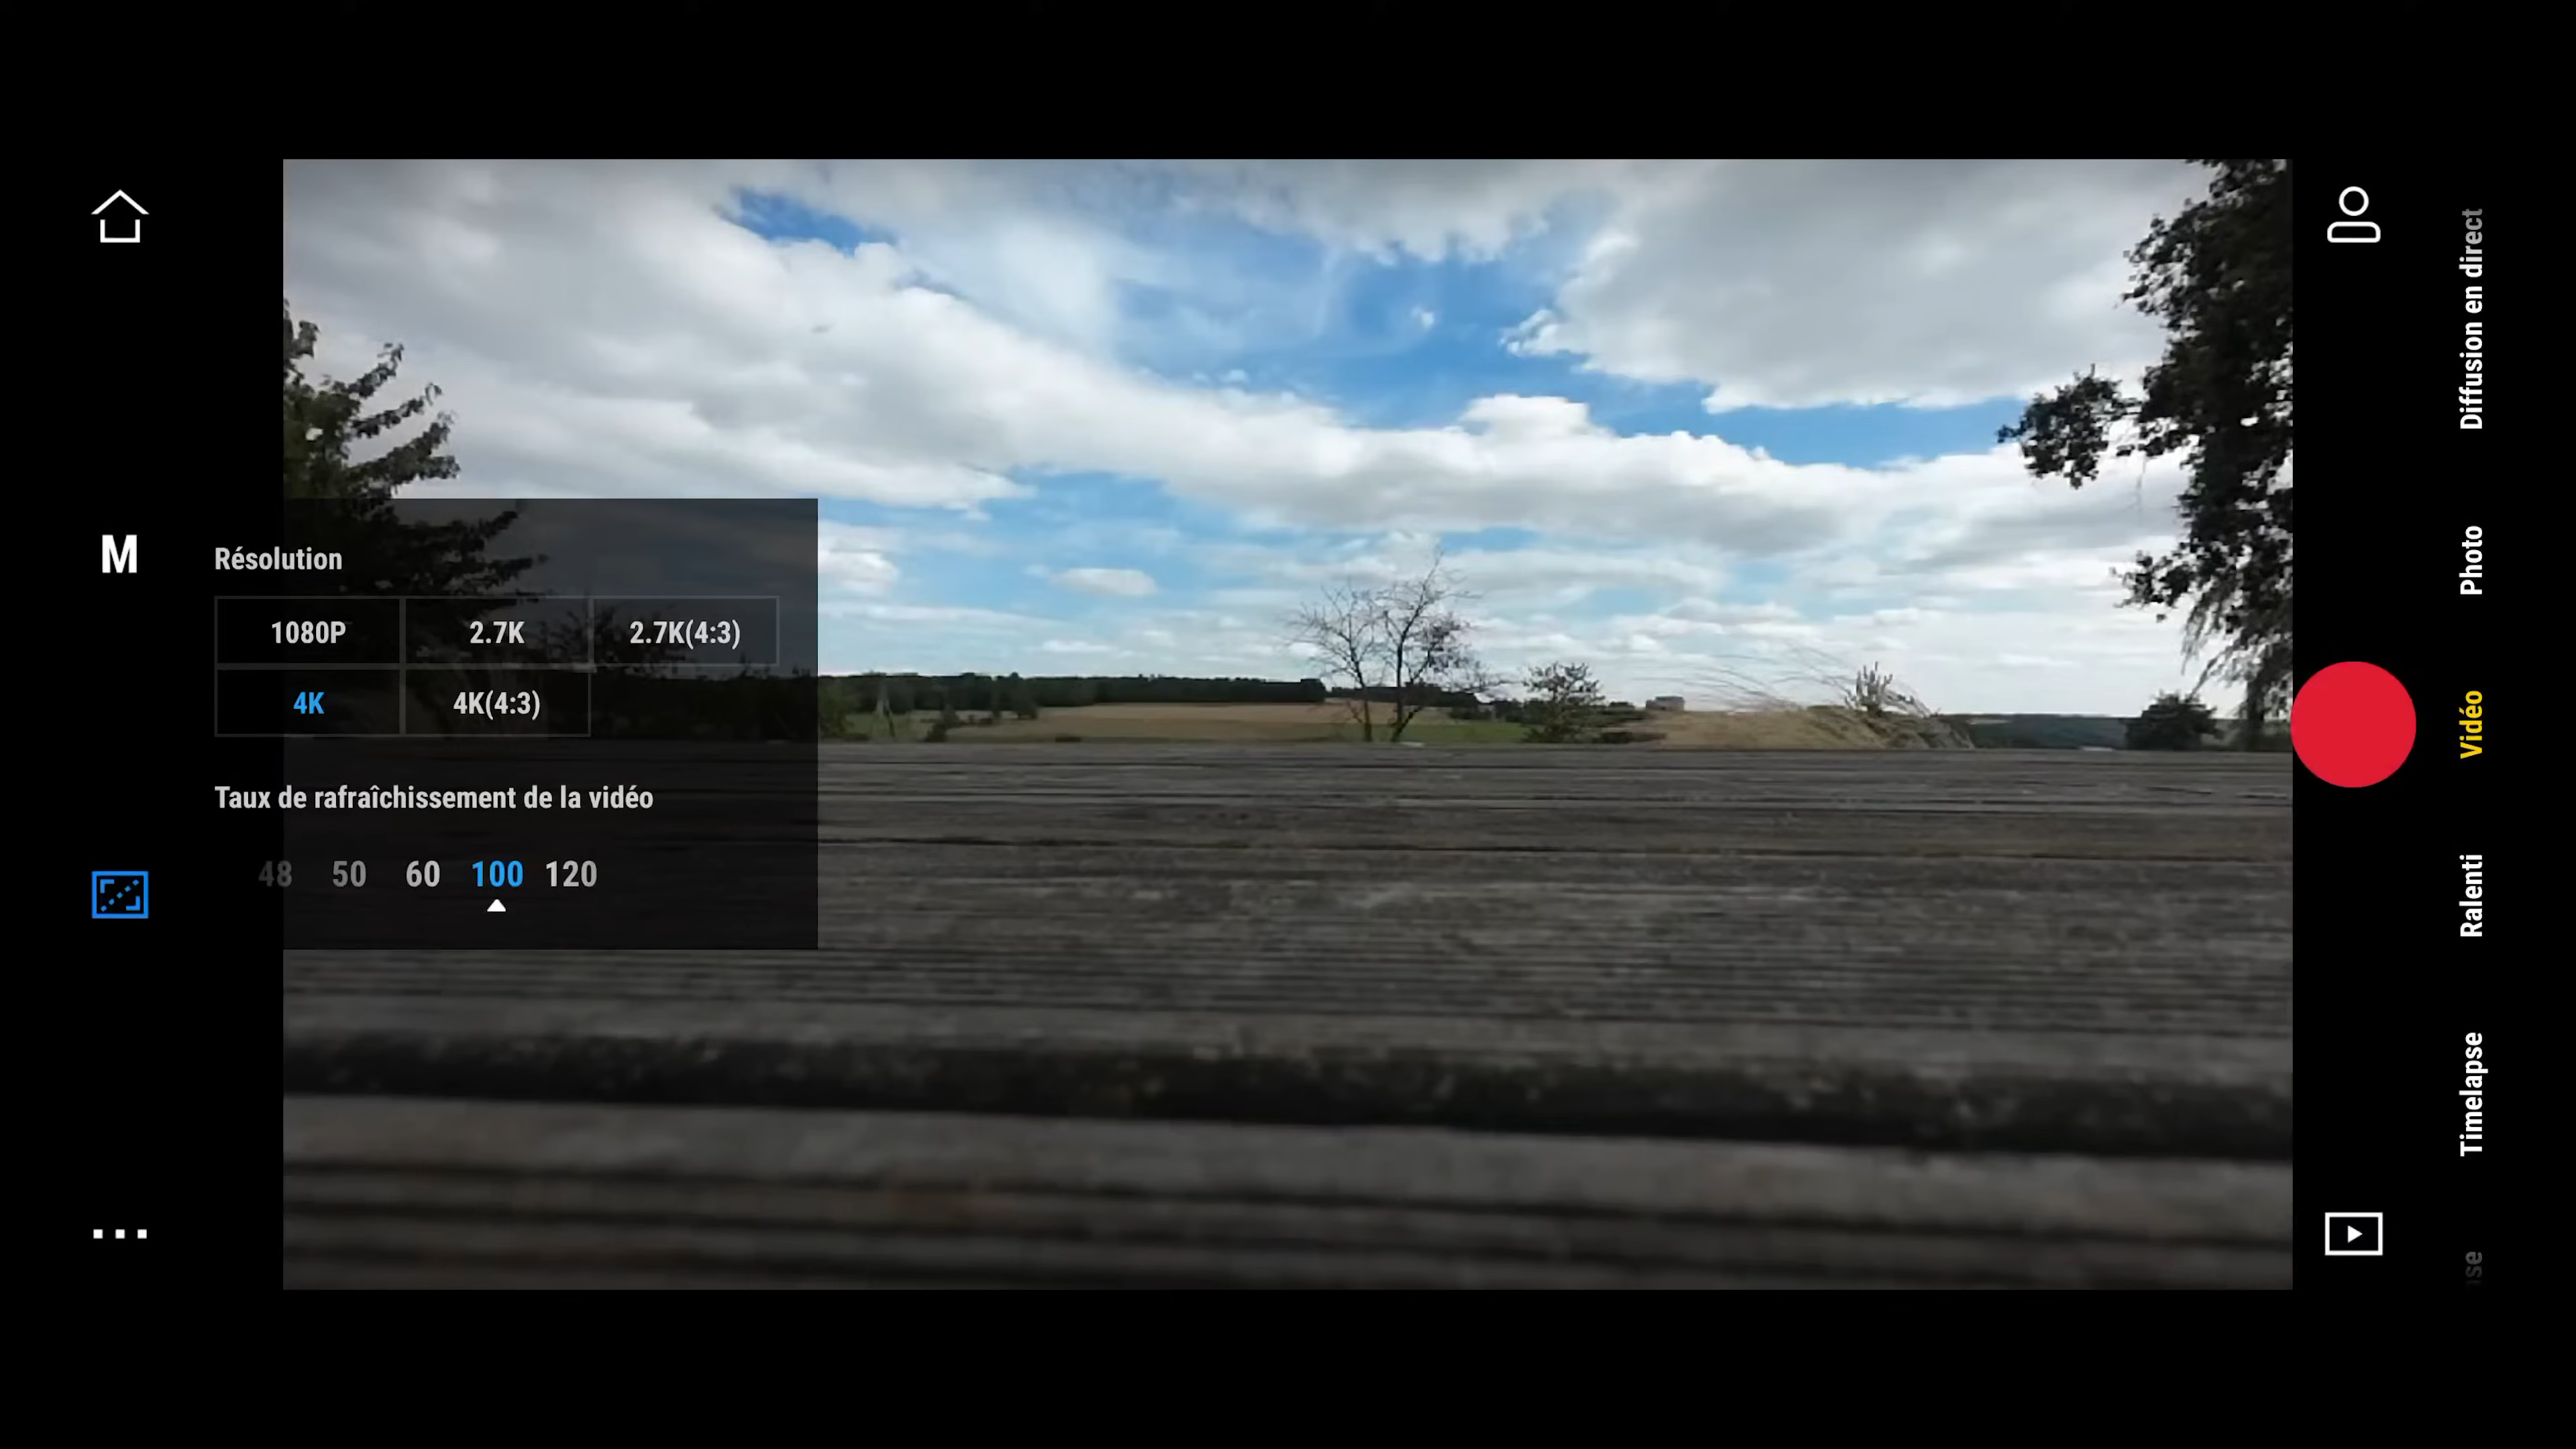 M
Résolution
1080P 2.7K 2.7K(4:3)
4K 4K(4:3)
Taux de rafraîchissement de la vidéo
48 50 60 100 120
Diffusion en direct
Photo
Vidéo
Ralenti
Timelapse
se